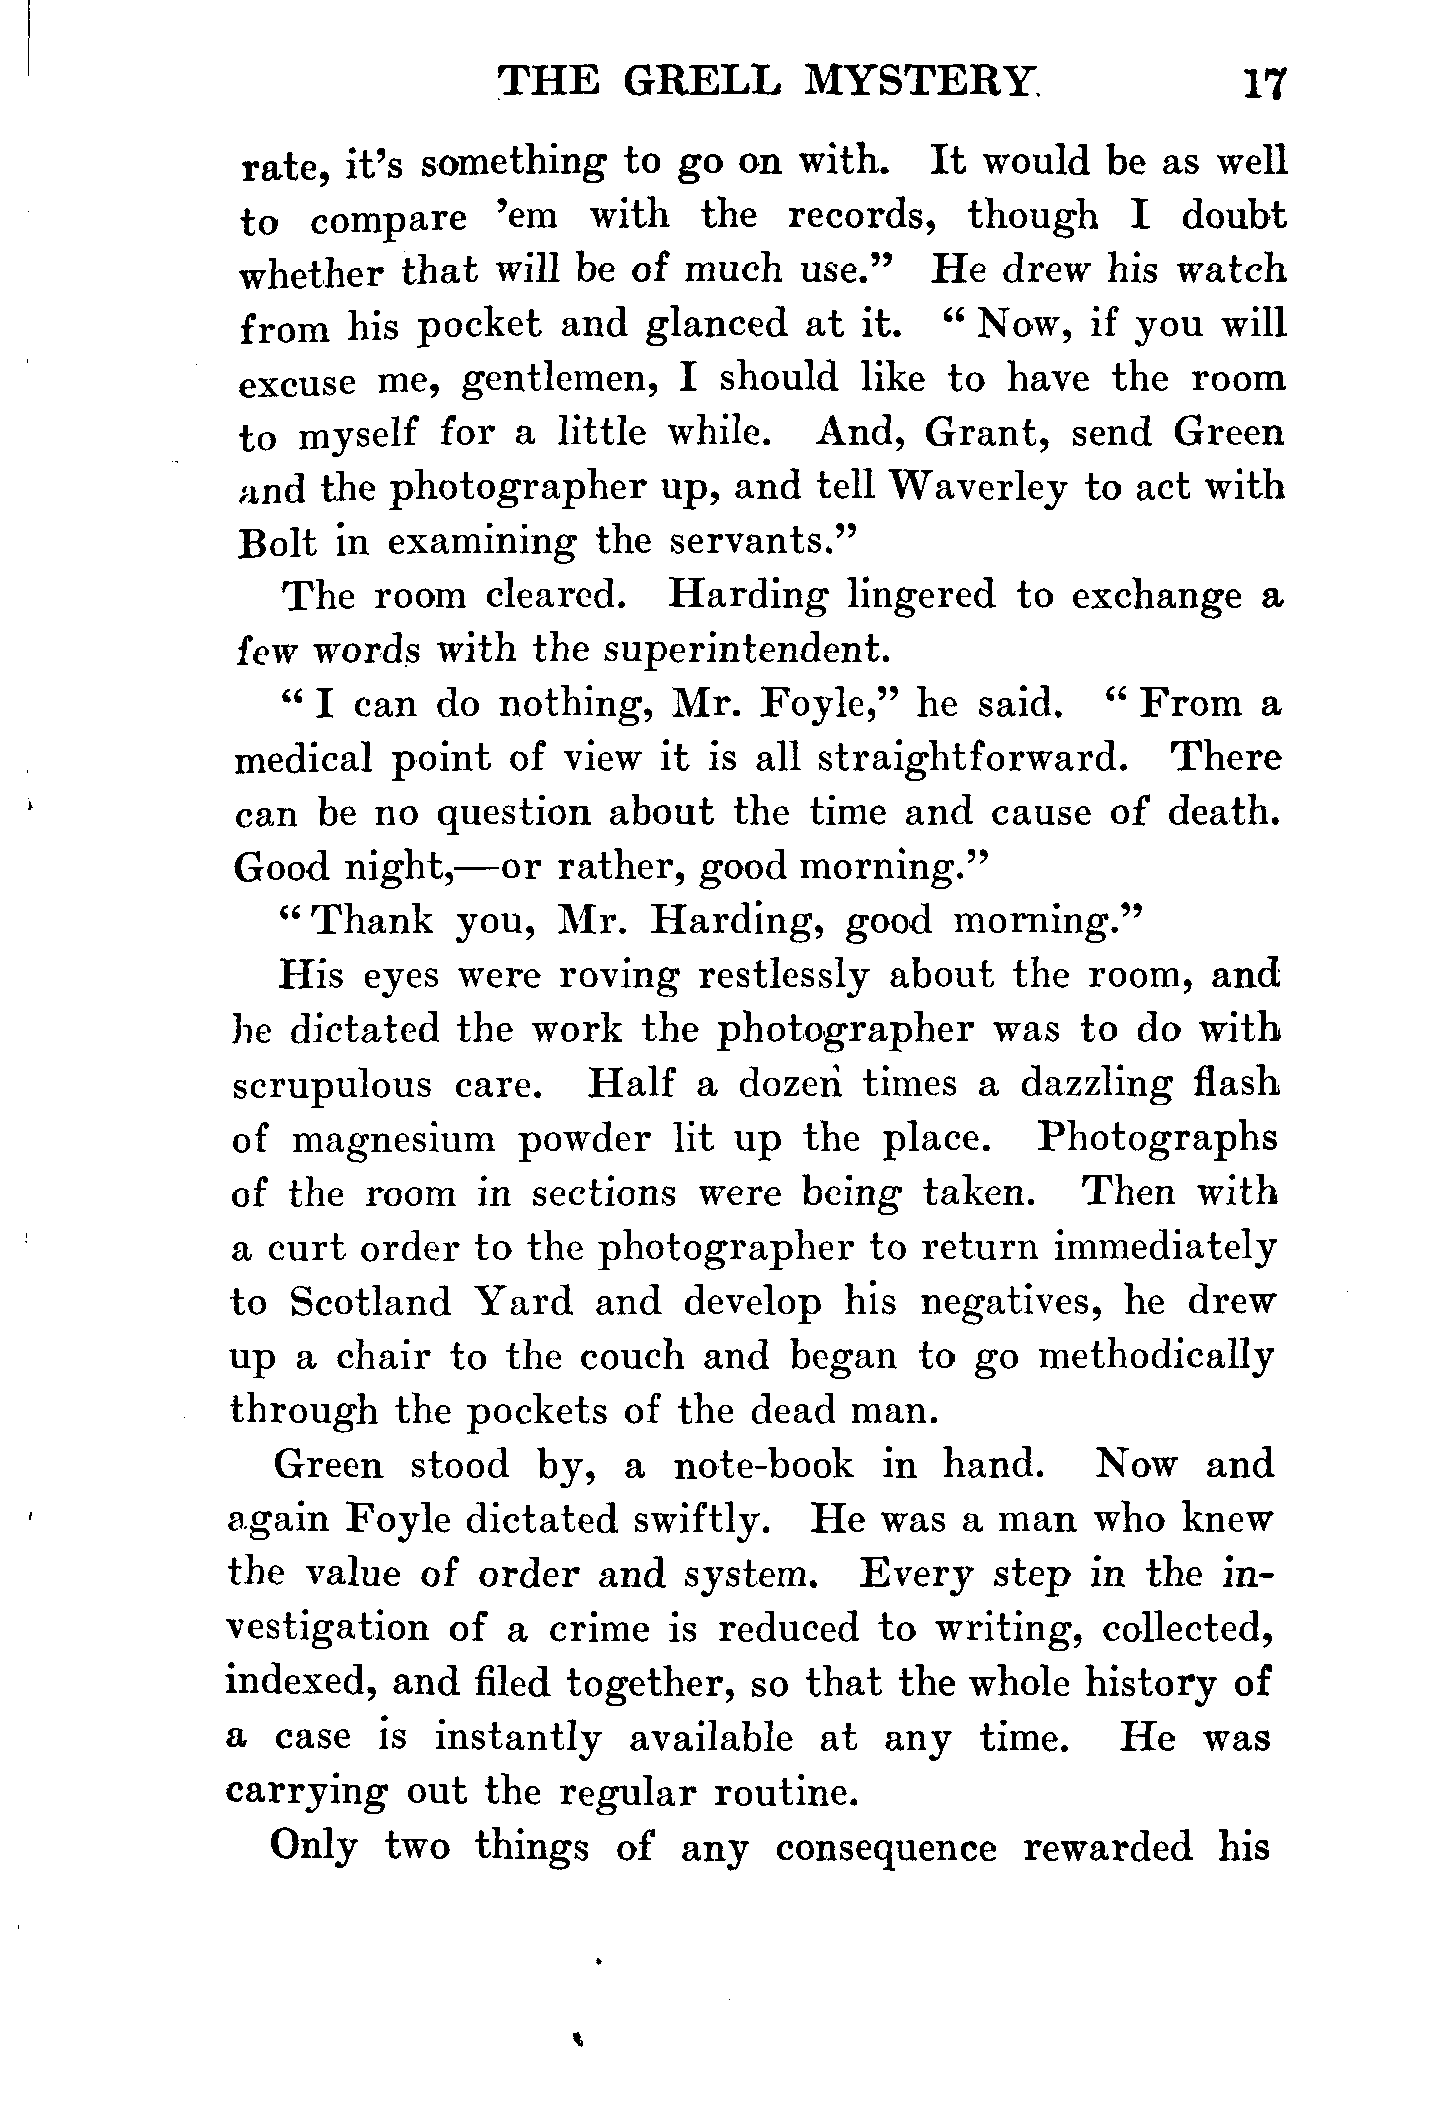 THE GRELL MYSTERY. 17
rate, it's something to go on with. It would be as well
to compare 'em with the records, though I doubt
whether that will be of much use." He drew his watch
from his pocket and glanced at it. "Now, if you will
excuse me, gentlemen, I should like to have the room
to myself for a little while. And, Grant, send Green
and the photographer up, and tell Waverley to act with
Bolt in examining the servants."
The room cleared. Harding lingered to exchange a
few words with the superintendent.
"I can do nothing, Mr. Foyle," he said. "From a
medical point of view it is all straightforward. There
can be no question about the time and cause of death.
Good night,—or rather, good morning."
"Thank you, Mr. Harding, good morning."
His eyes were roving restlessly about the room, and
he dictated the work the photographer was to do with
scrupulous care. Half a dozen times a dazzling flash
of magnesium powder lit up the place. Photographs
of the room in sections were being taken. Then with
a curt order to the photographer to return immediately
to Scotland Yard and develop his negatives, he drew
up a chair to the couch and began to go methodically
through the pockets of the dead man.
Green stood by, a note-book in hand. Now and
again Foyle dictated swiftly. He was a man who knew
the value of order and system. Every step in the in-
vestigation of a crime is reduced to writing, collected,
indexed, and filed together, so that the whole history of
a case is instantly available at any time. He was
carrying out the regular routine.
Only two things of any consequence rewarded his